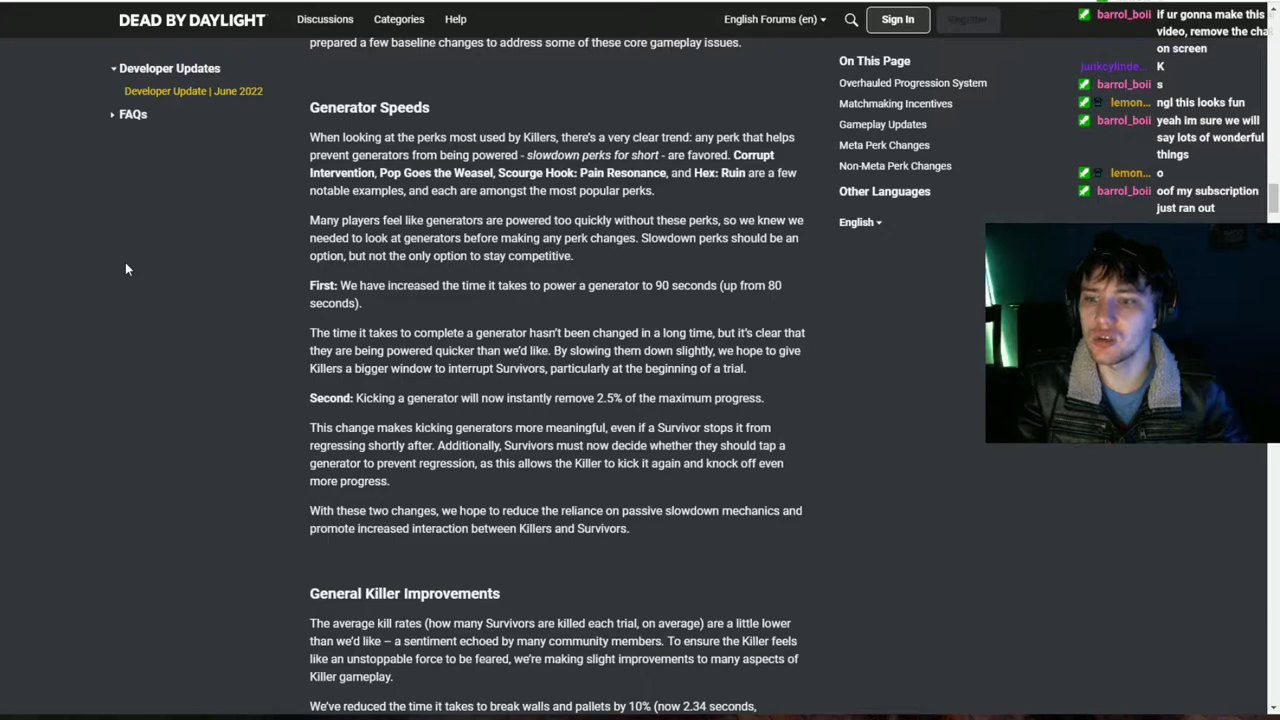 DEAD BY DAYLIGHT
Discussions
Categories
Help
English Forums (en)
Sign In
Register
prepared a few baseline changes to address some of these core gameplay issues.
Developer Updates
Developer Update | June 2022
FAQs
Generator Speeds
When looking at the perks most used by Killers, there's a very clear trend: any perk that helps
prevent generators from being powered - slowdown perks for short - are favored. Corrupt
Intervention, Pop Goes the Weasel, Scourge Hook: Pain Resonance, and Hex: Ruin are a few
notable examples, and each are amongst the most popular perks.
Many players feel like generators are powered too quickly without these perks, so we knew we
needed to look at generators before making any perk changes. Slowdown perks should be an
option, but not the only option to stay competitive.
First: We have increased the time it takes to power a generator to 90 seconds (up from 80
seconds).
The time it takes to complete a generator hasn't been changed in a long time, but it's clear that
they are being powered quicker than we'd like. By slowing them down slightly, we hope to give
Killers a bigger window to interrupt Survivors, particularly at the beginning of a trial.
Second: Kicking a generator will now instantly remove 2.5% of the maximum progress.
This change makes kicking generators more meaningful, even if a Survivor stops it from
regressing shortly after. Additionally, Survivors must now decide whether they should tap a
generator to prevent regression, as this allows the Killer to kick it again and knock off even
more progress.
With these two changes, we hope to reduce the reliance on passive slowdown mechanics and
promote increased interaction between Killers and Survivors.
General Killer Improvements
The average kill rates (how many Survivors are killed each trial, on average) are a little lower
than we'd like – a sentiment echoed by many community members. To ensure the Killer feels
like an unstoppable force to be feared, we're making slight improvements to many aspects of
Killer gameplay.
We've reduced the time it takes to break walls and pallets by 10% (now 2.34 seconds,
On This Page
Overhauled Progression System
Matchmaking Incentives
Gameplay Updates
Meta Perk Changes
Non-Meta Perk Changes
Other Languages
English
barrol_boii if ur gonna make this
video, remove the cha
on screen
junkcylinde... K
barrol_boii s
lemon... ngl this looks fun
barrol_boii yeah im sure we will
say lots of wonderful
things
lemon... o
barrol_boii oof my subscription
just ran out